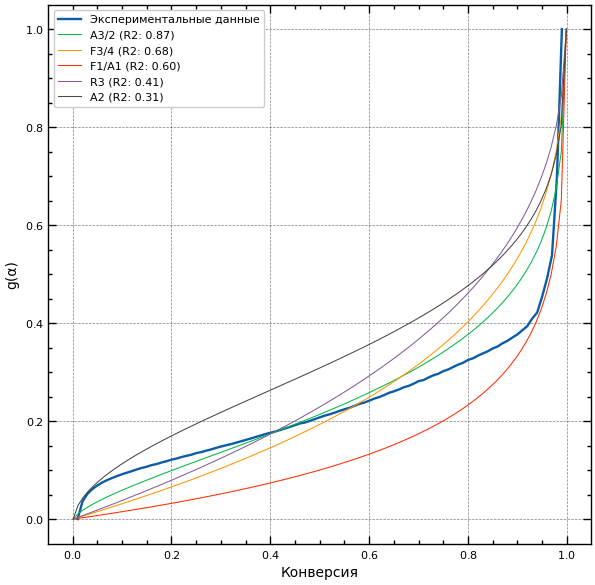 Экспериментальные данные
A3/2 (R2: 0.87)
F3/4 (R2: 0.68)
F1/A1 (R2: 0.60)
R3 (R2: 0.41)
A2 (R2: 0.31)
1.0
0.8
0.6
0.4
0.2
0.0
g(α)
0.0 0.2 0.4 0.6 0.8 1.0
Конверсия